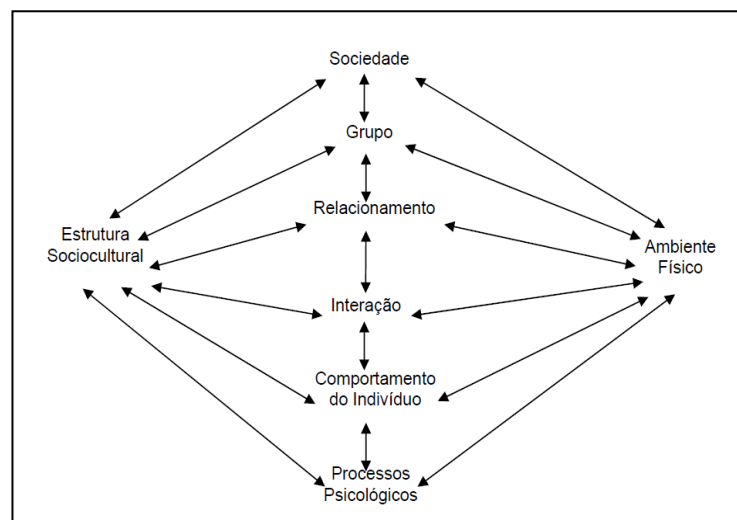 Sociedade
Grupo
Relacionamento
Estrutura
Sociocultural
Ambiente
Físico
Interação
Comportamento
do Indivíduo
Processos
Psicológicos